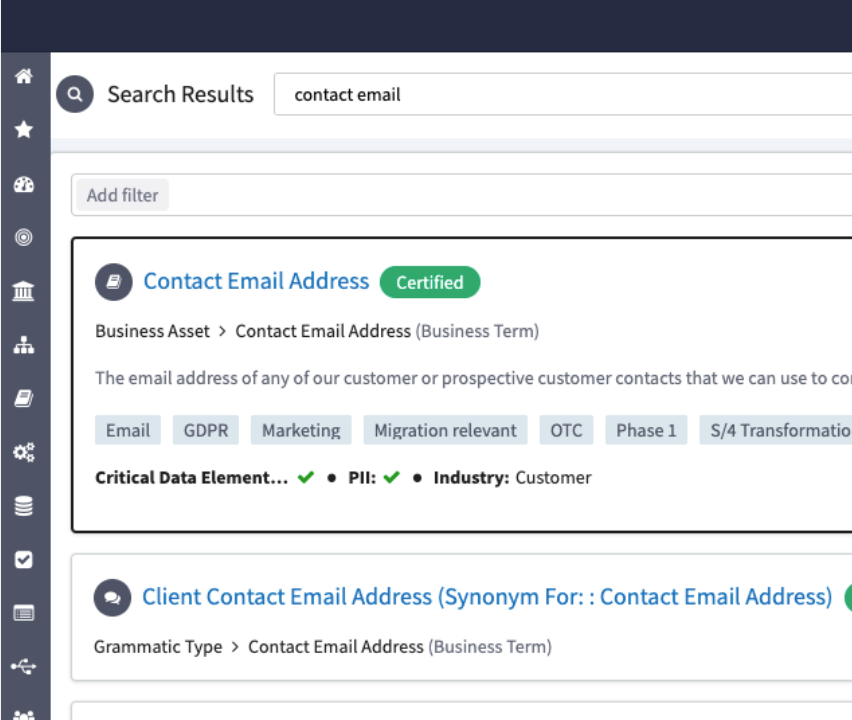 Search Results
contact email
Add filter
Contact Email Address Certified
Business Asset > Contact Email Address (Business Term)
The email address of any of our customer or prospective customer contacts that we can use to
Email GDPR Marketing Migration relevant OTC Phase 1 S/4
Critical Data Element... ✔ ● PII: ✔ ● Industry: Customer
Client Contact Email Address (Synonym For: : Contact Email Address)
Grammatic Type > Contact Email Address (Business Term)